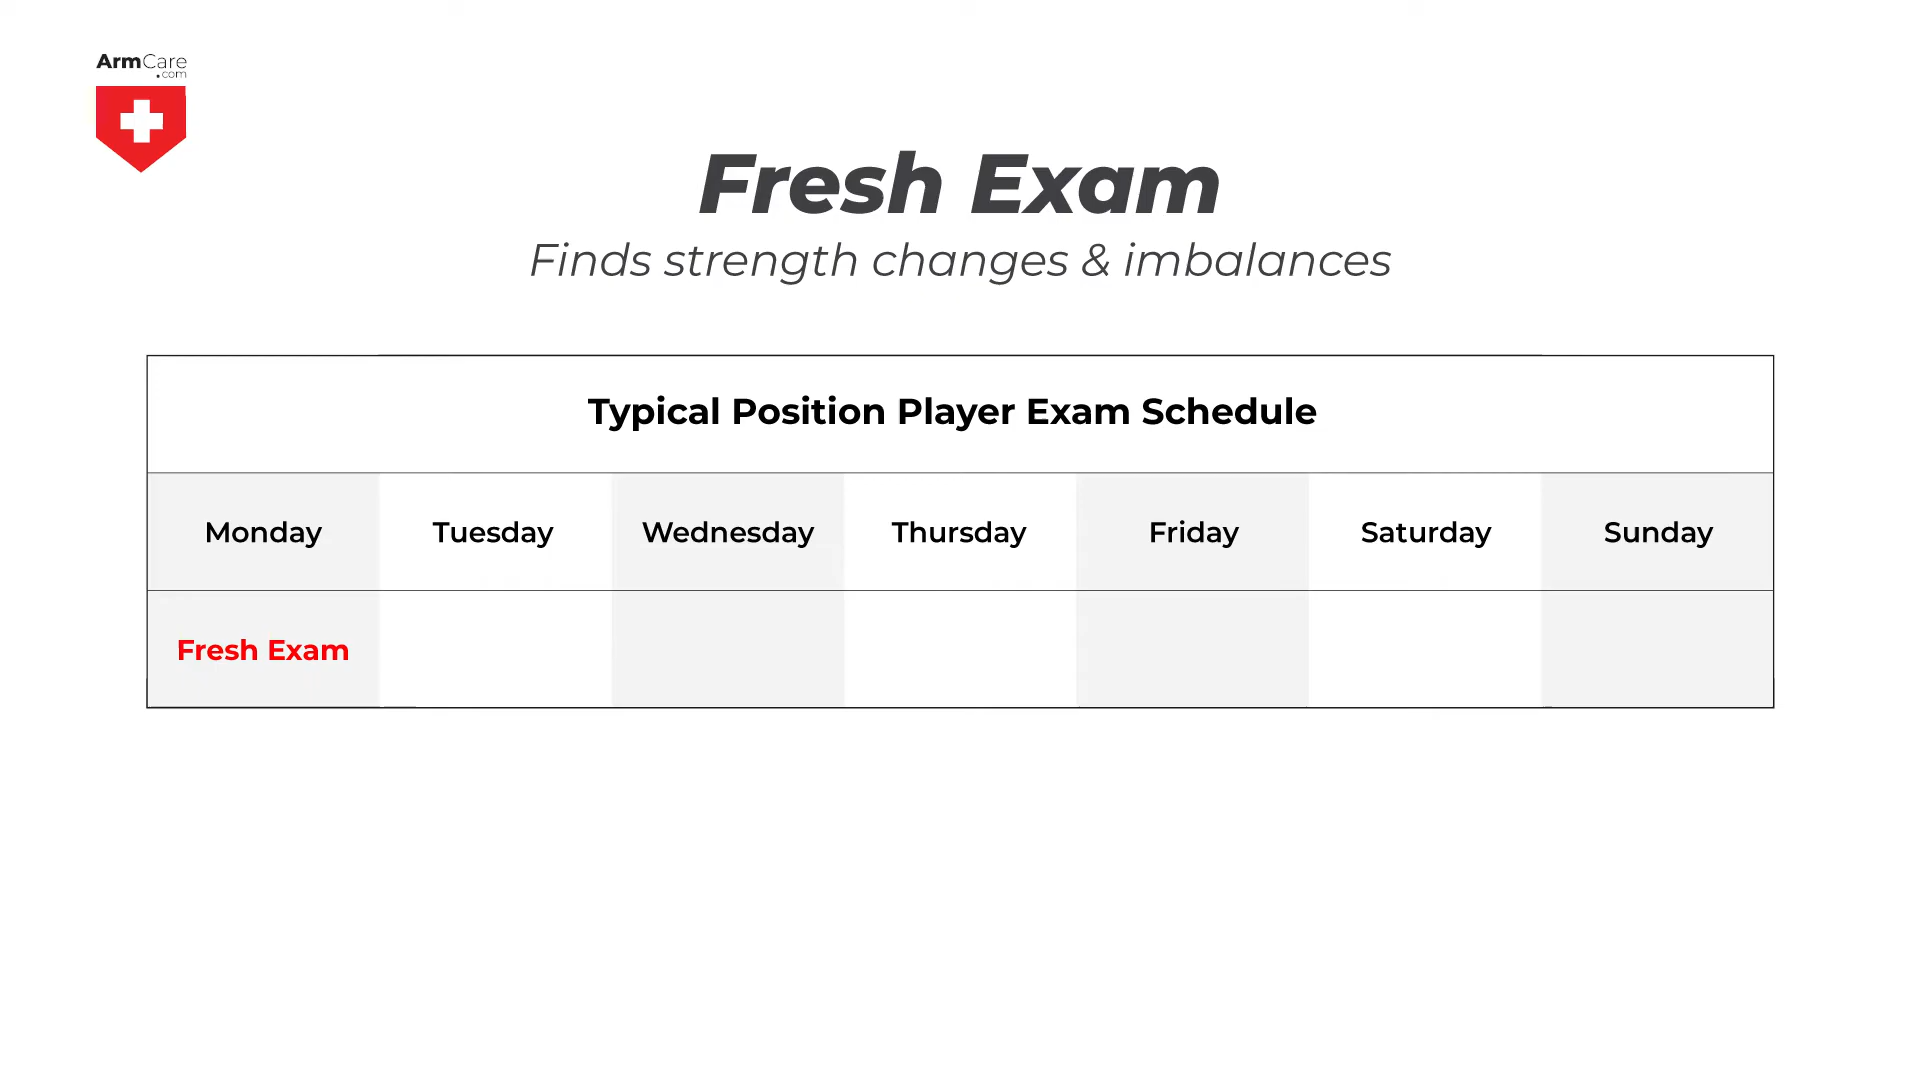 ArmCare
.com
Fresh Exam
Finds strength changes & imbalances
Typical Position Player Exam Schedule
Monday Tuesday Wednesday Thursday Friday Saturday Sunday
Fresh Exam